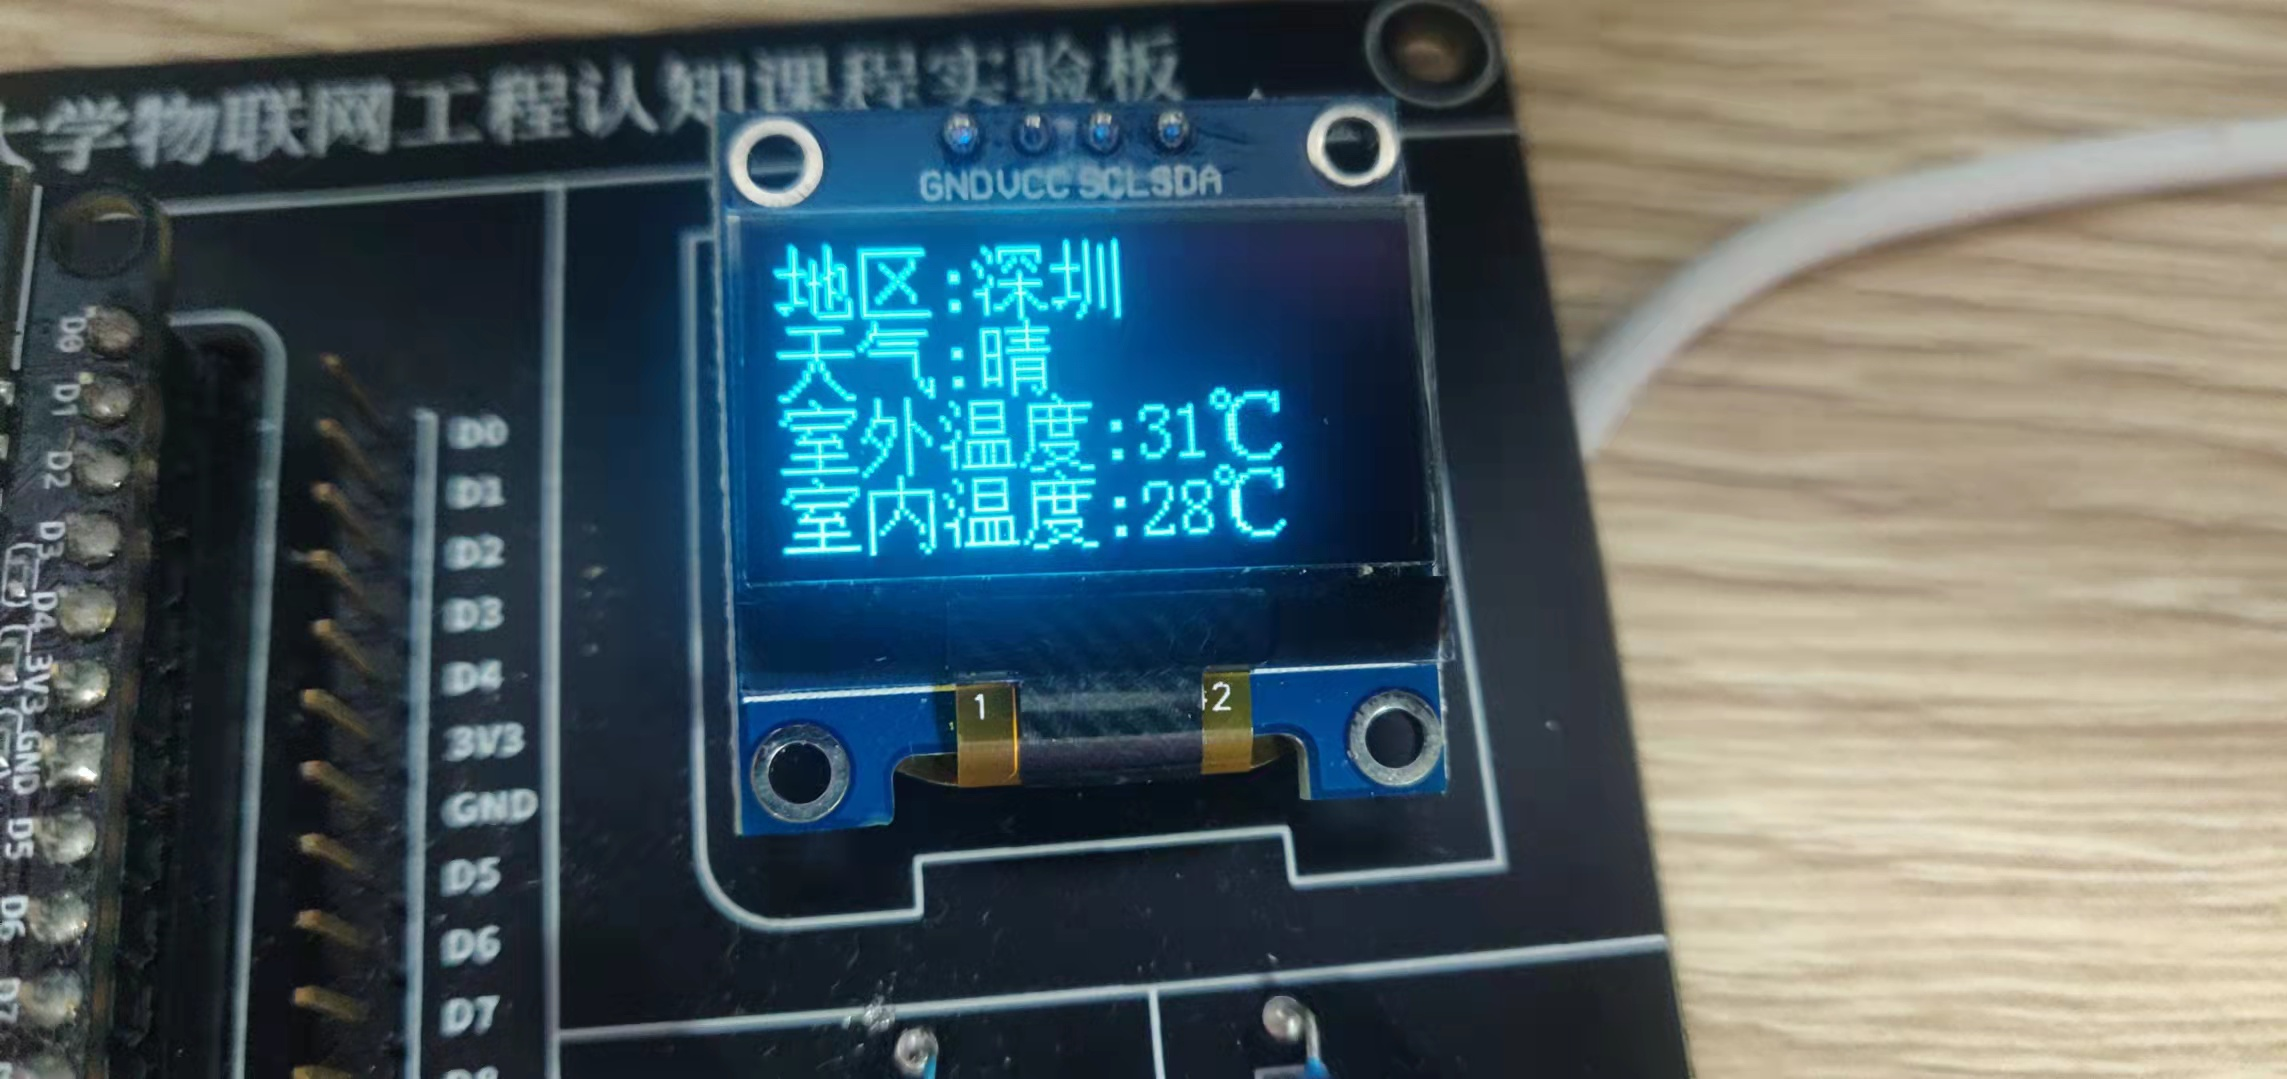 大学物联网工程认知课程实验板
GND VCC SCL SDA
地区:深圳
天气:晴
室外温度:31℃
室内温度:28℃
1
42
D0
D1
D2
D3
D4
3V3
GND
D5
D6
D7
D8
D0
D1
D2
D3
D4
3V3
GND
D5
D6
D7